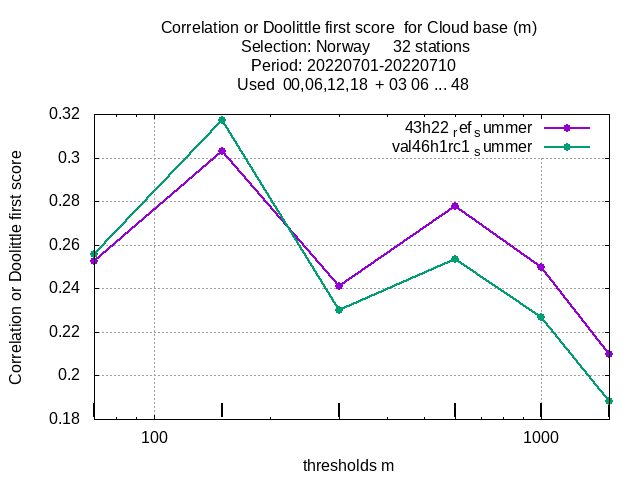 Correlation or Doolittle first score  for Cloud base (m)
Selection: Norway     32 stations
Period: 20220701-20220710
Used  00,06,12,18  + 03 06 ... 48
Correlation or Doolittle first score
0.32
0.3
0.28
0.26
0.24
0.22
0.2
0.18
43h22 ref summer
val46h1rc1 summer
100
1000
thresholds m